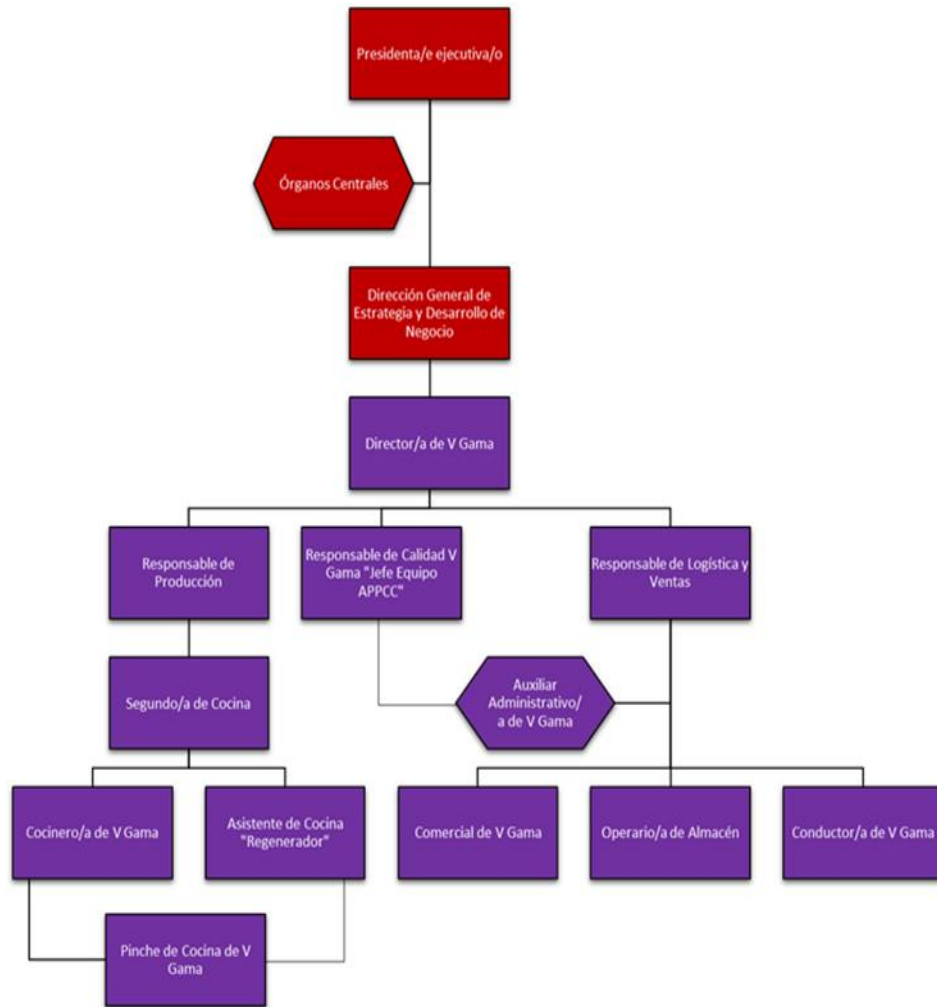 Presidenta/e ejecutiva/o
Órganos Centrales
Dirección General de
Estrategia y Desarrollo de
Negocio
Director/a de V Gama
Responsable de
Producción
Responsable de Calidad V
Gama "Jefe Equipo
APPCC"
Responsable de Logística y
Ventas
Segundo/a de Cocina
Auxiliar
Administrativo/
a de V Gama
Cocinero/a de V Gama
Asistente de Cocina
"Regenerador"
Comercial de V Gama
Operario/a de Almacén
Conductor/a de V Gama
Pinche de Cocina de V
Gama